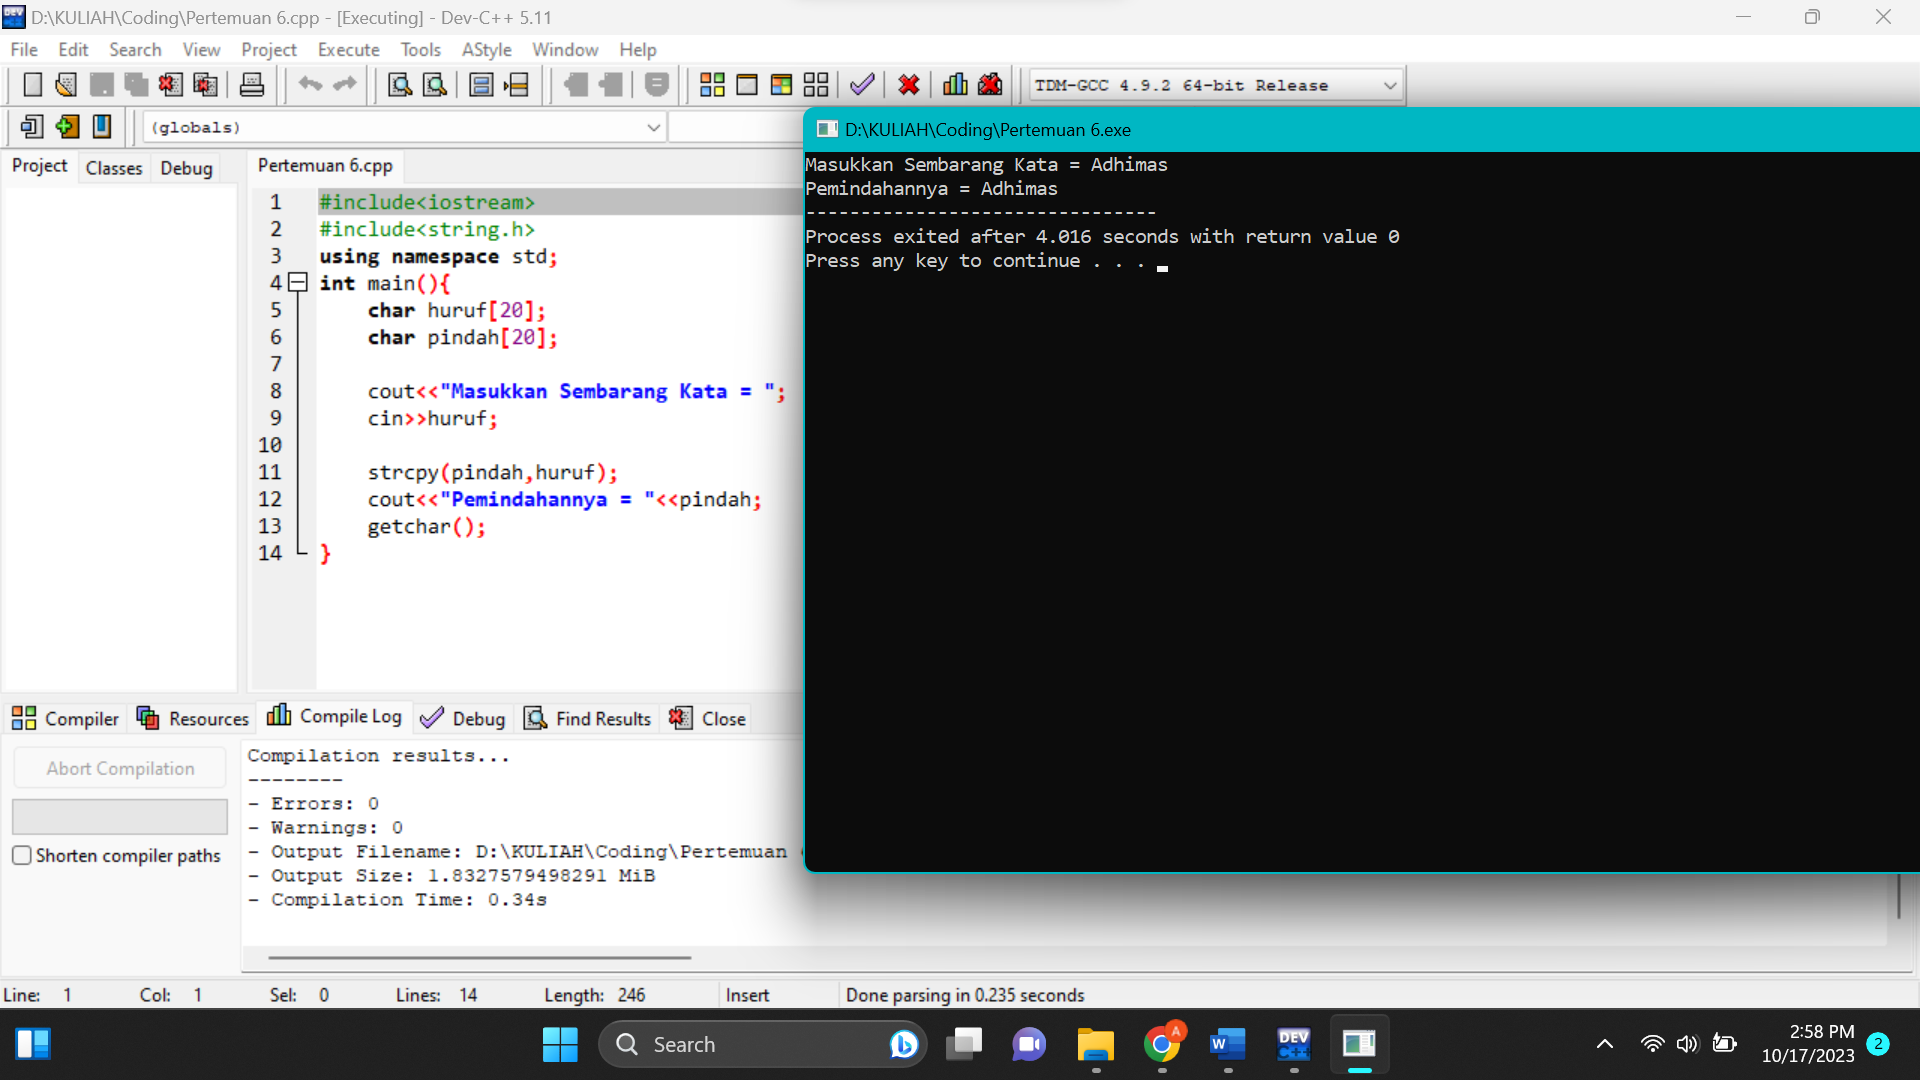 D:\KULIAH\Coding\Pertemuan 6.cpp - [Executing] - Dev-C++ 5.11
File Edit Search View Project Execute Tools AStyle Window Help
TDM-GCC 4.9.2 64-bit Release
(globals)
Project Classes Debug
Pertemuan 6.cpp
1 #include<iostream>
2 #include<string.h>
3 using namespace std;
4 int main(){
5 char huruf[20];
6 char pindah[20];
7
8 cout<<"Masukkan Sembarang Kata = ";
9 cin>>huruf;
10
11 strcpy(pindah,huruf);
12 cout<<"Pemindahannya = "<<pindah;
13 getchar();
14 }
D:\KULIAH\Coding\Pertemuan 6.exe
Masukkan Sembarang Kata = Adhimas
Pemindahannya = Adhimas
--------------------------------
Process exited after 4.016 seconds with return value 0
Press any key to continue . . .
Compiler Resources Compile Log Debug Find Results Close
Abort Compilation
Shorten compiler paths
Compilation results...
--------
- Errors: 0
- Warnings: 0
- Output Filename: D:\KULIAH\Coding\Pertemuan
- Output Size: 1.8327579498291 MiB
- Compilation Time: 0.34s
Line: 1 Col: 1 Sel: 0 Lines: 14 Length: 246 Insert Done parsing in 0.235 seconds
Search
A
W
DEV
C++
2:58 PM
10/17/2023
2